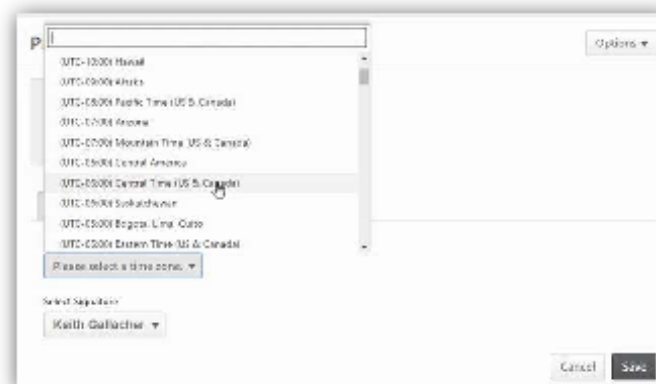 P
Options
(UTC-10:00) Hawaii
(UTC-09:00) Alaska
(UTC-08:00) Pacific Time (US & Canada)
(UTC-07:00) Arizona
(UTC-07:00) Mountain Time (US & Canada)
(UTC-06:00) Central America
(UTC-06:00) Central Time (US & Canada)
(UTC-06:00) Saskatchewan
(UTC-05:00) Bogota, Lima, Quito
(UTC-05:00) Eastern Time (US & Canada)
Please select a time zone.
Select Signature
Keith Gallacher
Cancel
Save